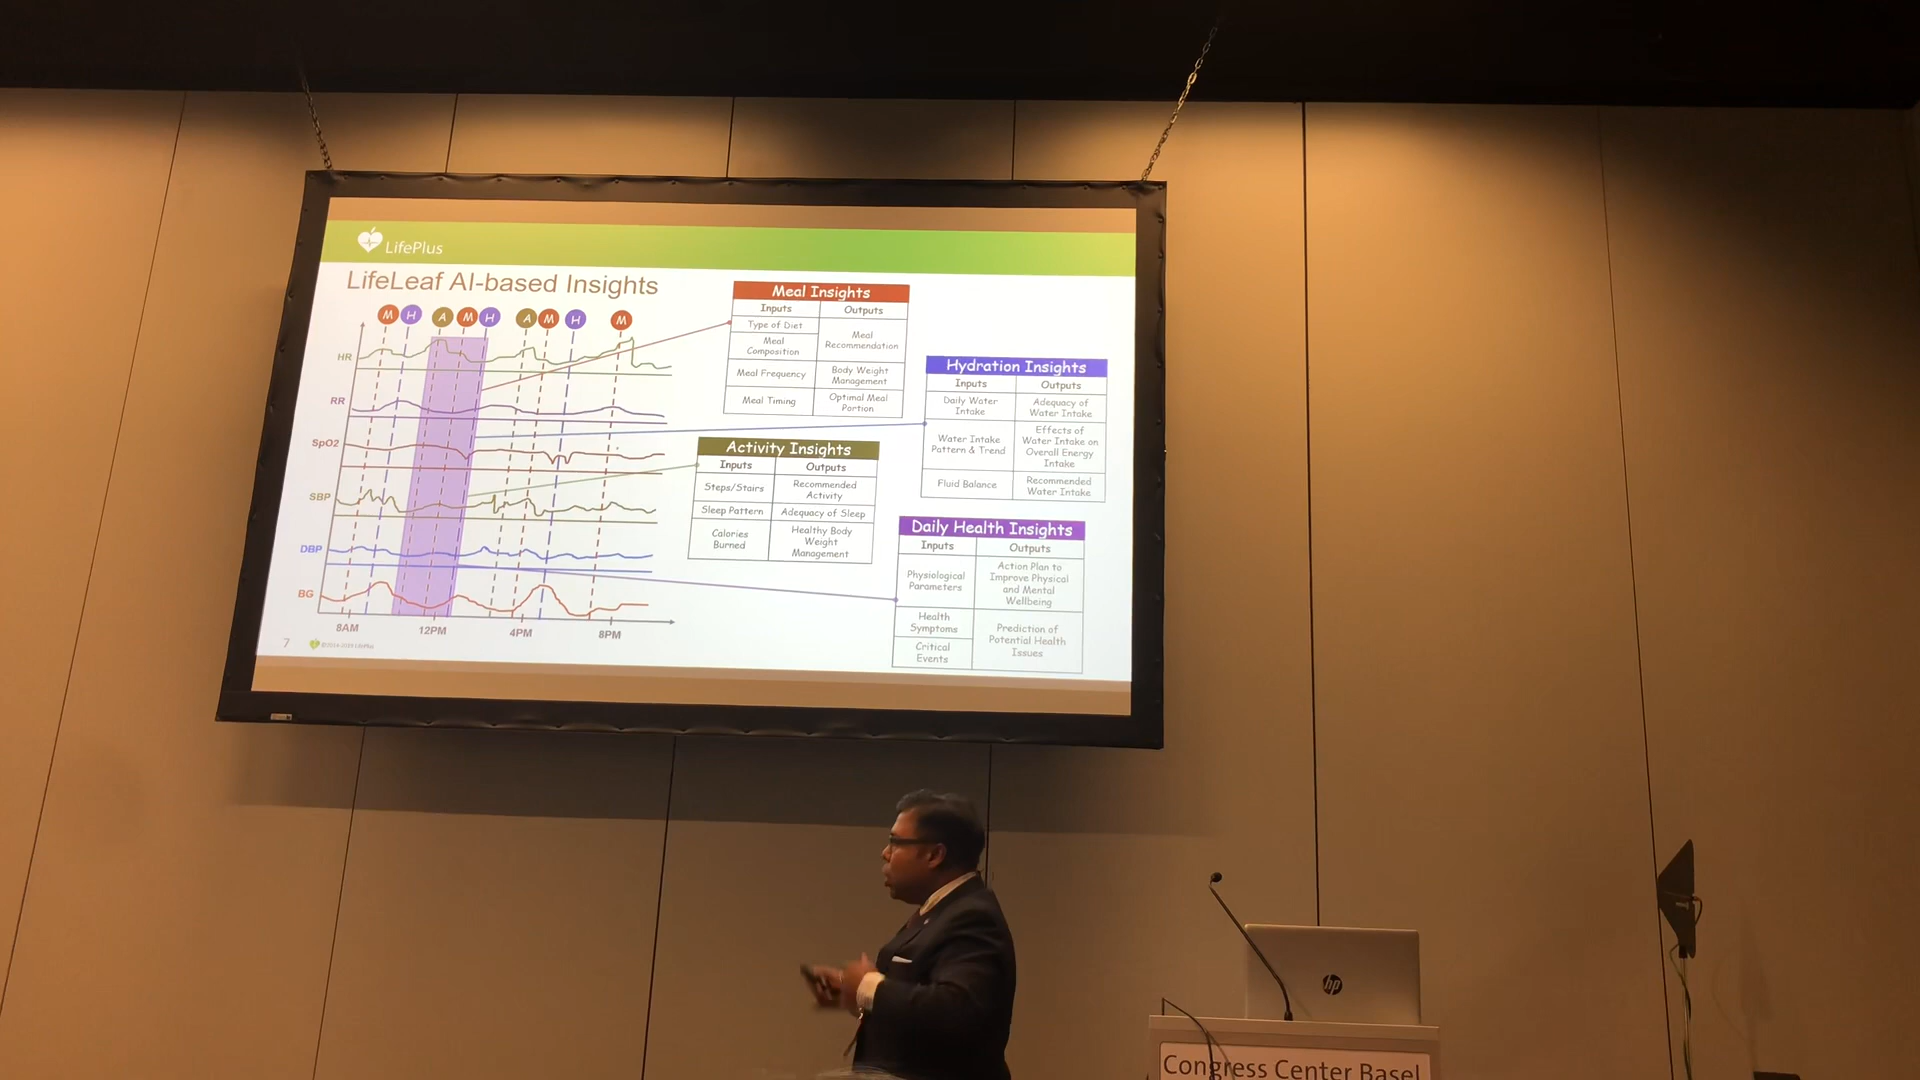 LifePlus
LifeLeaf AI-based Insights
M H A M H A M H M
HR
RR
SpO2
SBP
DBP
BG
8AM 12PM 4PM 8PM
7
©2014-2019 LifePlus
Meal Insights
Inputs Outputs
Type of Diet
Meal
Composition
Meal
Recommendation
Meal Frequency
Body Weight
Management
Meal Timing
Optimal Meal
Portion
Activity Insights
Inputs Outputs
Steps/Stairs
Recommended
Activity
Sleep Pattern
Adequacy of Sleep
Calories
Burned
Healthy Body
Weight
Management
Hydration Insights
Inputs Outputs
Daily Water
Intake
Adequacy of
Water Intake
Water Intake
Pattern & Trend
Effects of
Water Intake on
Overall Energy
Intake
Fluid Balance
Recommended
Water Intake
Daily Health Insights
Inputs Outputs
Physiological
Parameters
Action Plan to
Improve Physical
and Mental
Wellbeing
Health
Symptoms
Critical
Events
Prediction of
Potential Health
Issues
hp
Congress Center Basel